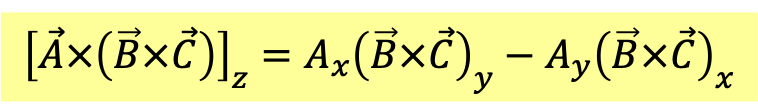 [A⃗×(B⃗×C⃗)]_z = A_x(B⃗×C⃗)_y − A_y(B⃗×C⃗)_x